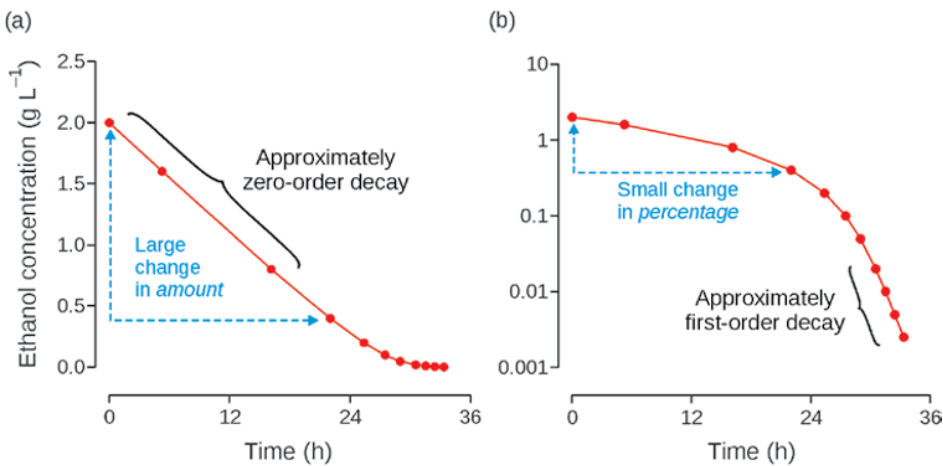 (a)
Ethanol concentration (g L⁻¹)
2.5
2.0
1.5
1.0
0.5
0.0
Approximately
zero-order decay
Large
change
in amount
0
12
24
36
Time (h)
(b)
10
1
0.1
0.01
0.001
Small change
in percentage
Approximately
first-order decay
0
12
24
36
Time (h)